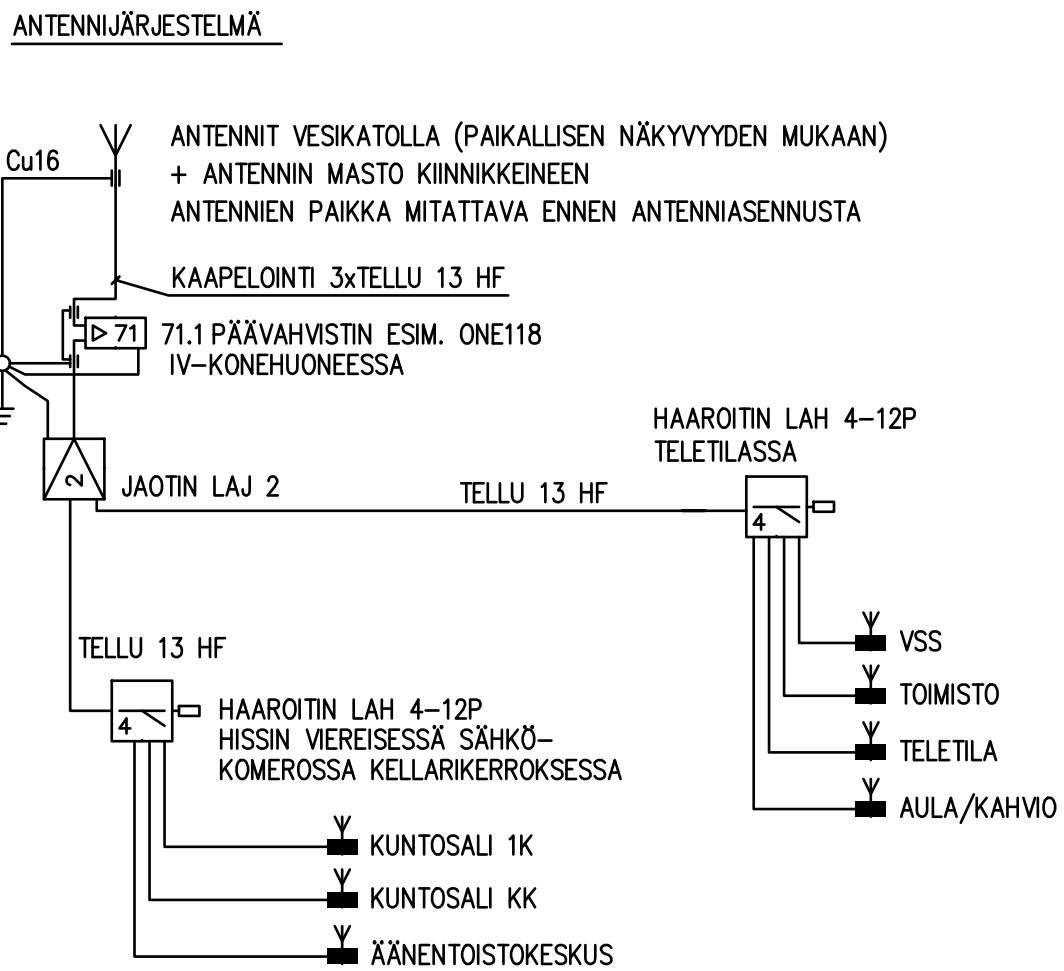 ANTENNIJÄRJESTELMÄ
ANTENNIT VESIKATOLLA (PAIKALLISEN NÄKYVYYDEN MUKAAN)
Cu16
+ ANTENNIN MASTO KIINNIKKEINEEN
ANTENNIEN PAIKKA MITATTAVA ENNEN ANTENNIASENNUSTA
KAAPELOINTI 3xTELLU 13 HF
71
71.1 PÄÄVAHVISTIN ESIM. ONE118
IV-KONEHUONEESSA
HAAROITIN LAH 4-12P
TELETILASSA
2
JAOTIN LAJ 2
TELLU 13 HF
4
VSS
TOIMISTO
TELETILA
AULA/KAHVIO
TELLU 13 HF
4
HAAROITIN LAH 4-12P
HISSIN VIEREISESSÄ SÄHKÖ-
KOMEROSSA KELLARIKERROKSESSA
KUNTOSALI 1K
KUNTOSALI KK
ÄÄNENTOISTOKESKUS